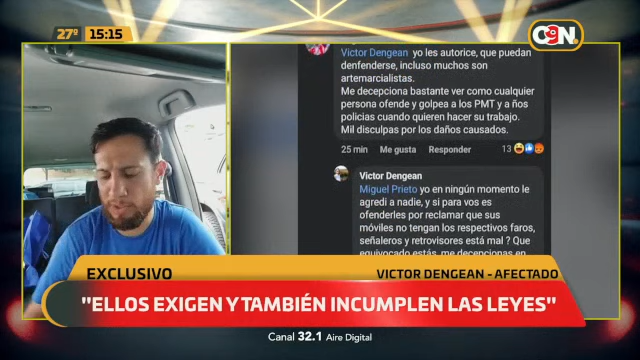 27º
15:15
C9N
Victor Dengean yo les autorice, que puedan
denfenderse, incluso muchos son
artemarcialistas.
Me decepciona bastante ver como cualquier
persona ofende y golpea a los PMT y a ños
policias cuando quieren hacer su trabajo.
Mil disculpas por los daños causados.
25 min Me gusta Responder 13
Victor Dengean
Miguel Prieto yo en ningún momento le
agredi a nadie, y si para vos es
ofenderles por reclamar que sus
móviles no tengan los respectivos faros,
señaleros y retrovisores está mal ? Que
equivocado estás, me decepcionas en
EXCLUSIVO
VICTOR DENGEAN - AFECTADO
"ELLOS EXIGEN Y TAMBIÉN INCUMPLEN LAS LEYES"
Canal 32.1 Aire Digital